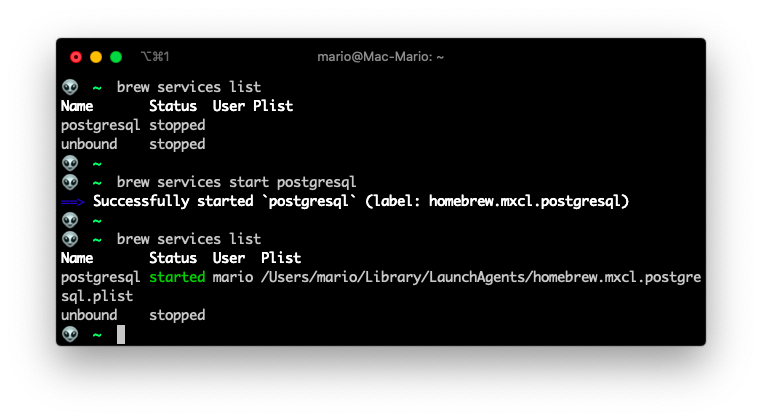 ⌥⌘1 mario@Mac-Mario: ~
👽 ~ brew services list
Name Status User Plist
postgresql stopped
unbound stopped
👽 ~
👽 ~ brew services start postgresql
==> Successfully started `postgresql` (label: homebrew.mxcl.postgresql)
👽 ~
👽 ~ brew services list
Name Status User Plist
postgresql started mario /Users/mario/Library/LaunchAgents/homebrew.mxcl.postgre
sql.plist
unbound stopped
👽 ~